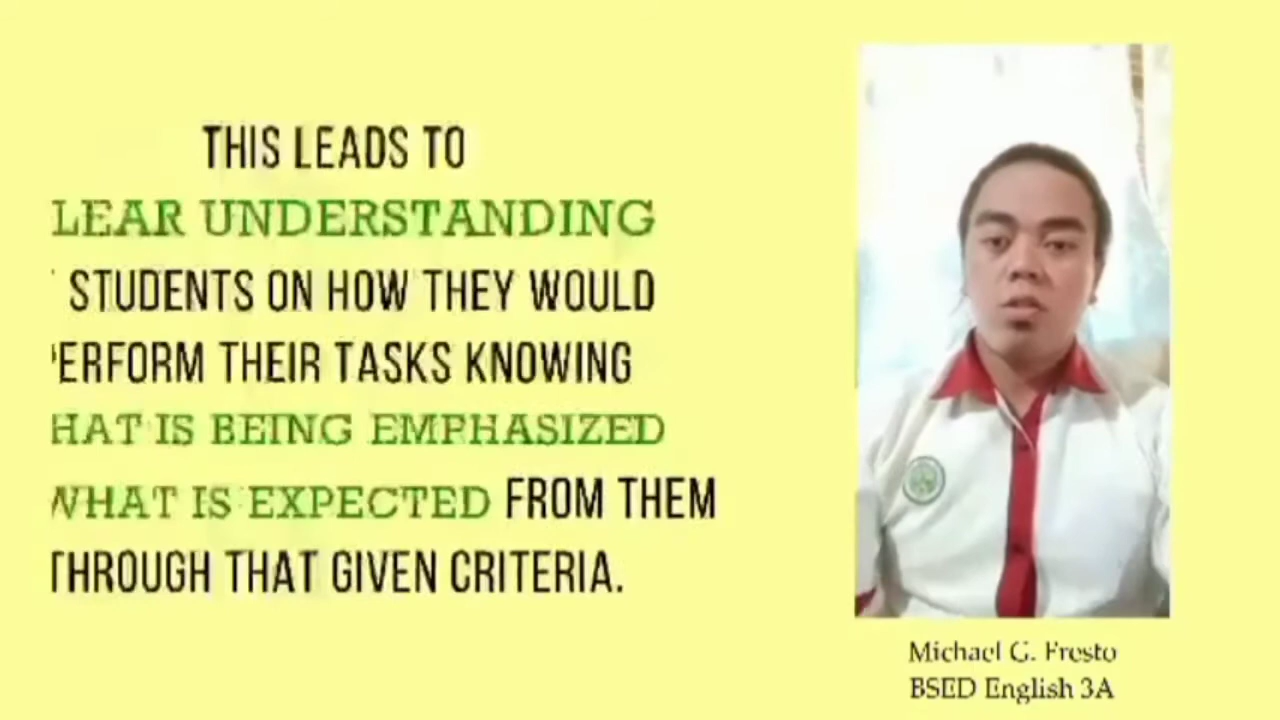 THIS LEADS TO
LEAR UNDERSTANDING
STUDENTS ON HOW THEY WOULD
ERFORM THEIR TASKS KNOWING
HAT IS BEING EMPHASIZED
WHAT IS EXPECTED FROM THEM
THROUGH THAT GIVEN CRITERIA.
Michael G. Fresto
BSED English 3A